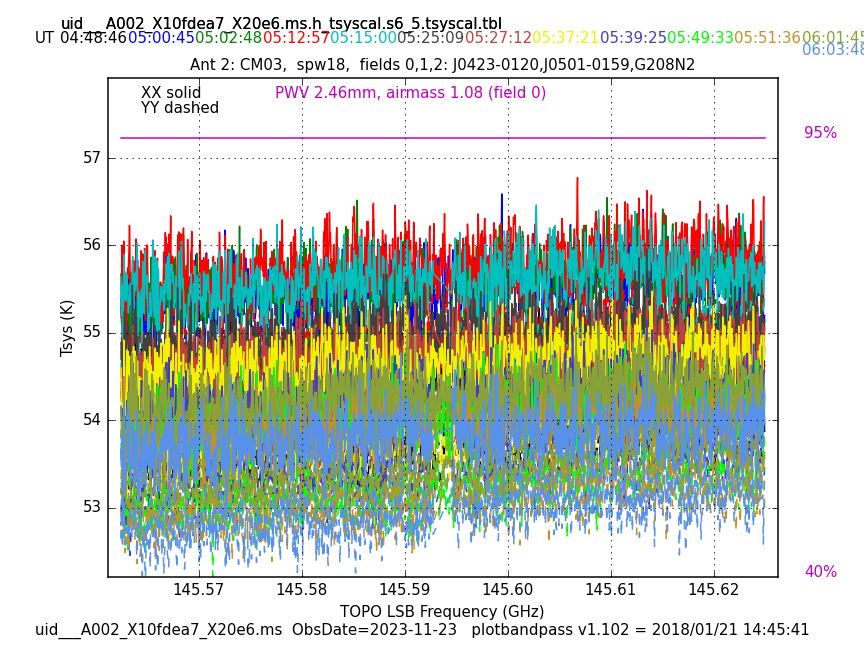 uid___A002_X10fdea7_X20e6.ms.h_tsyscal.s6_5.tsyscal.tbl
UT 04:48:46 05:00:45 05:02:48 05:12:57 05:15:00 05:25:09 05:27:12 05:37:21 05:39:25 05:49:33 05:51:36 06:01:45
06:03:48
Ant 2: CM03, spw18, fields 0,1,2: J0423-0120,J0501-0159,G208N2
XX solid PWV 2.46mm, airmass 1.08 (field 0)
YY dashed
95%
57
56
55
54
53
Tsys (K)
40%
145.57 145.58 145.59 145.60 145.61 145.62
TOPO LSB Frequency (GHz)
uid___A002_X10fdea7_X20e6.ms ObsDate=2023-11-23 plotbandpass v1.102 = 2018/01/21 14:45:41